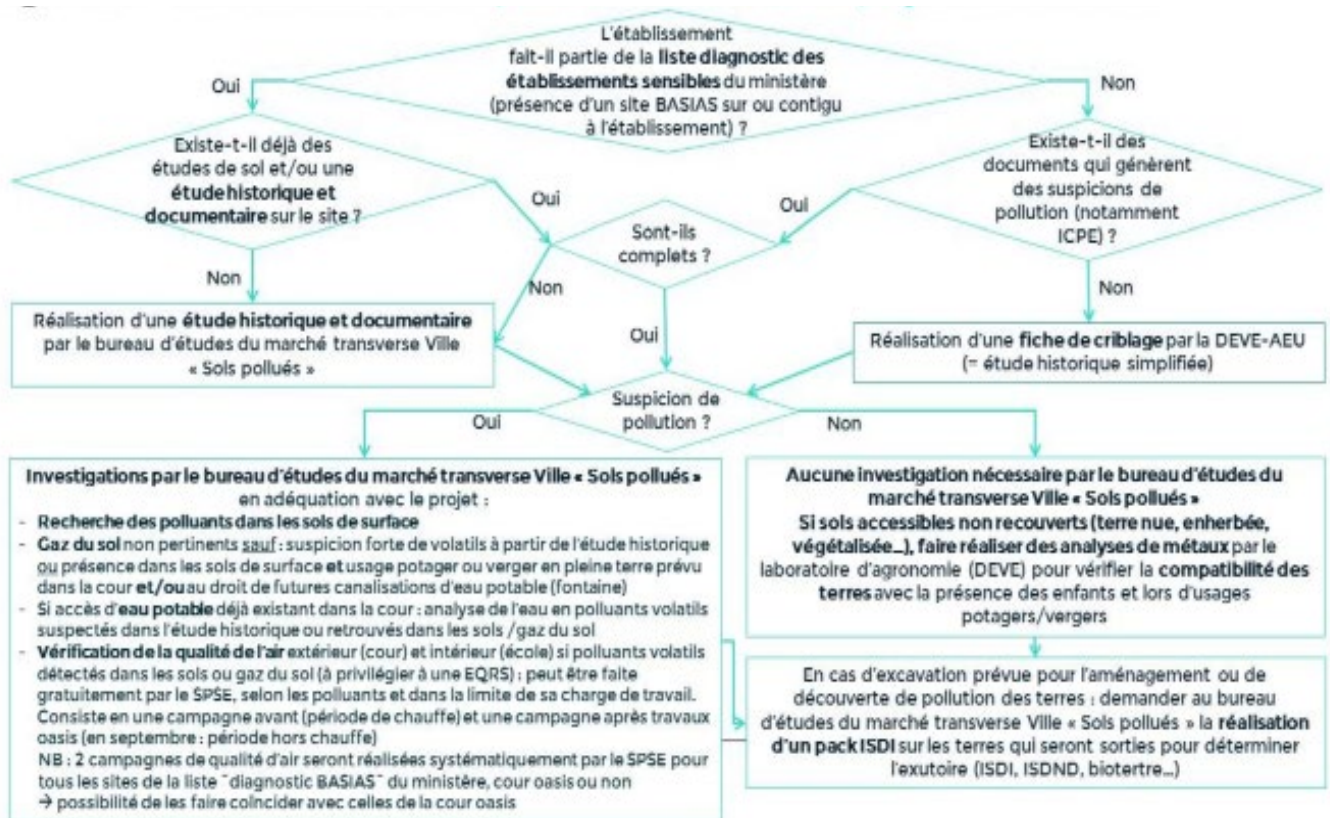 L'établissement
fait-il partie de la liste diagnostic des
établissements sensibles du ministère
(présence d'un site BASIAS sur ou contigu
à l'établissement) ?
Oui
Non
Existe-t-il déjà des
études de sol et/ou une
étude historique et
documentaire sur le site ?
Existe-t-il des
documents qui génèrent
des suspicions de
pollution (notamment
ICPE) ?
Oui
Oui
Sont-ils
complets ?
Non
Non
Oui
Non
Réalisation d'une étude historique et documentaire
par le bureau d'études du marché transverse Ville
« Sols pollués »
Réalisation d'une fiche de criblage par la DEVE-AEU
(= étude historique simplifiée)
Suspicion de
pollution ?
Oui
Non
Investigations par le bureau d'études du marché transverse Ville « Sols pollués »
en adéquation avec le projet :
- Recherche des polluants dans les sols de surface
- Gaz du sol non pertinents sauf : suspicion forte de volatils à partir de l'étude historique
ou présence dans les sols de surface et usage potager ou verger en pleine terre prévu
dans la cour et/ou au droit de futures canalisations d'eau potable (fontaine)
- Si accès d'eau potable déjà existant dans la cour : analyse de l'eau en polluants volatils
suspectés dans l'étude historique ou retrouvés dans les sols /gaz du sol
- Vérification de la qualité de l'air extérieur (cour) et intérieur (école) si polluants volatils
détectés dans les sols ou gaz du sol (à privilégier à une EQRS) : peut être faite
gratuitement par le SPSE, selon les polluants et dans la limite de sa charge de travail.
Consiste en une campagne avant (période de chauffe) et une campagne après travaux
oasis (en septembre : période hors chauffe)
NB : 2 campagnes de qualité d'air seront réalisées systématiquement par le SPSE pour
tous les sites de la liste "diagnostic BASIAS" du ministère, cour oasis ou non
→ possibilité de les faire coïncider avec celles de la cour oasis
Aucune investigation nécessaire par le bureau d'études du
marché transverse Ville « Sols pollués »
Si sols accessibles non recouverts (terre nue, enherbée,
végétalisée…), faire réaliser des analyses de métaux par le
laboratoire d'agronomie (DEVE) pour vérifier la compatibilité des
terres avec la présence des enfants et lors d'usages
potagers/vergers
En cas d'excavation prévue pour l'aménagement ou de
découverte de pollution des terres : demander au bureau
d'études du marché transverse Ville « Sols pollués » la réalisation
d'un pack ISDI sur les terres qui seront sorties pour déterminer
l'exutoire (ISDI, ISDND, biotertre…)